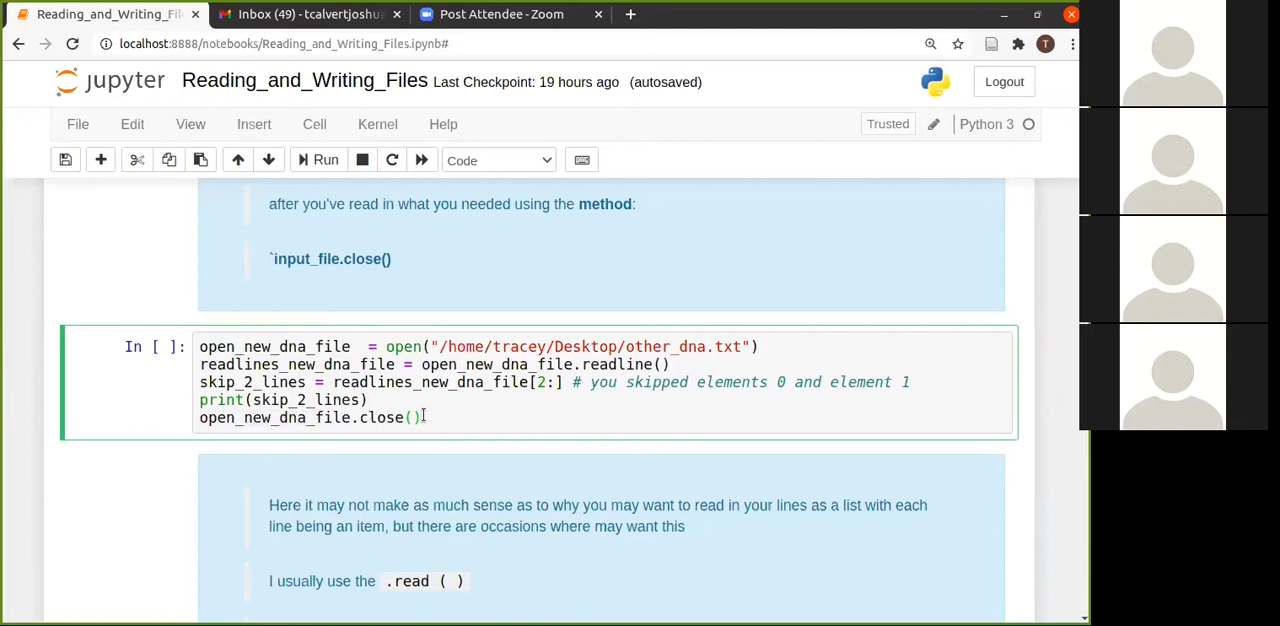 Reading_and_Writing_Fil
Inbox (49) - tcalvertjoshua
Post Attendee - Zoom
localhost:8888/notebooks/Reading_and_Writing_Files.ipynb#
T
jupyter Reading_and_Writing_Files Last Checkpoint: 19 hours ago (autosaved)
Logout
File Edit View Insert Cell Kernel Help
Trusted Python 3
Run Code
after you've read in what you needed using the method:
`input_file.close()
In [ ]: open_new_dna_file  = open("/home/tracey/Desktop/other_dna.txt")
readlines_new_dna_file = open_new_dna_file.readline()
skip_2_lines = readlines_new_dna_file[2:] # you skipped elements 0 and element 1
print(skip_2_lines)
open_new_dna_file.close()
Here it may not make as much sense as to why you may want to read in your lines as a list with each
line being an item, but there are occasions where may want this
I usually use the .read ( )